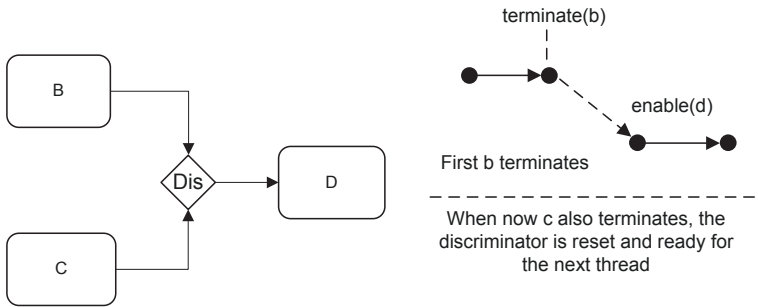 terminate(b)
B
enable(d)
Dis
D
First b terminates
C
When now c also terminates, the
discriminator is reset and ready for
the next thread